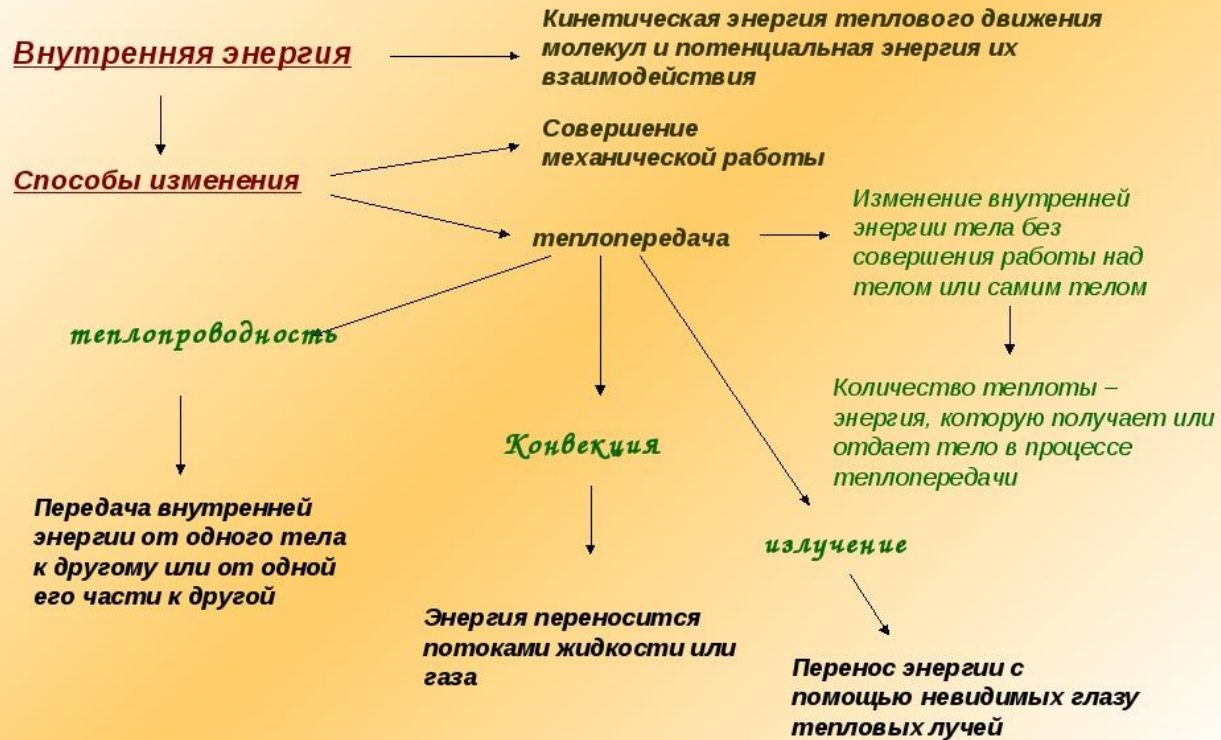 Внутренняя энергия
Кинетическая энергия теплового движения
молекул и потенциальная энергия их
взаимодействия
Совершение
механической работы
Способы изменения
теплопередача
Изменение внутренней
энергии тела без
совершения работы над
телом или самим телом
теплопроводность
Количество теплоты –
энергия, которую получает или
отдает тело в процессе
теплопередачи
Конвекция
Передача внутренней
энергии от одного тела
к другому или от одной
его части к другой
излучение
Энергия переносится
потоками жидкости или
газа
Перенос энергии с
помощью невидимых глазу
тепловых лучей